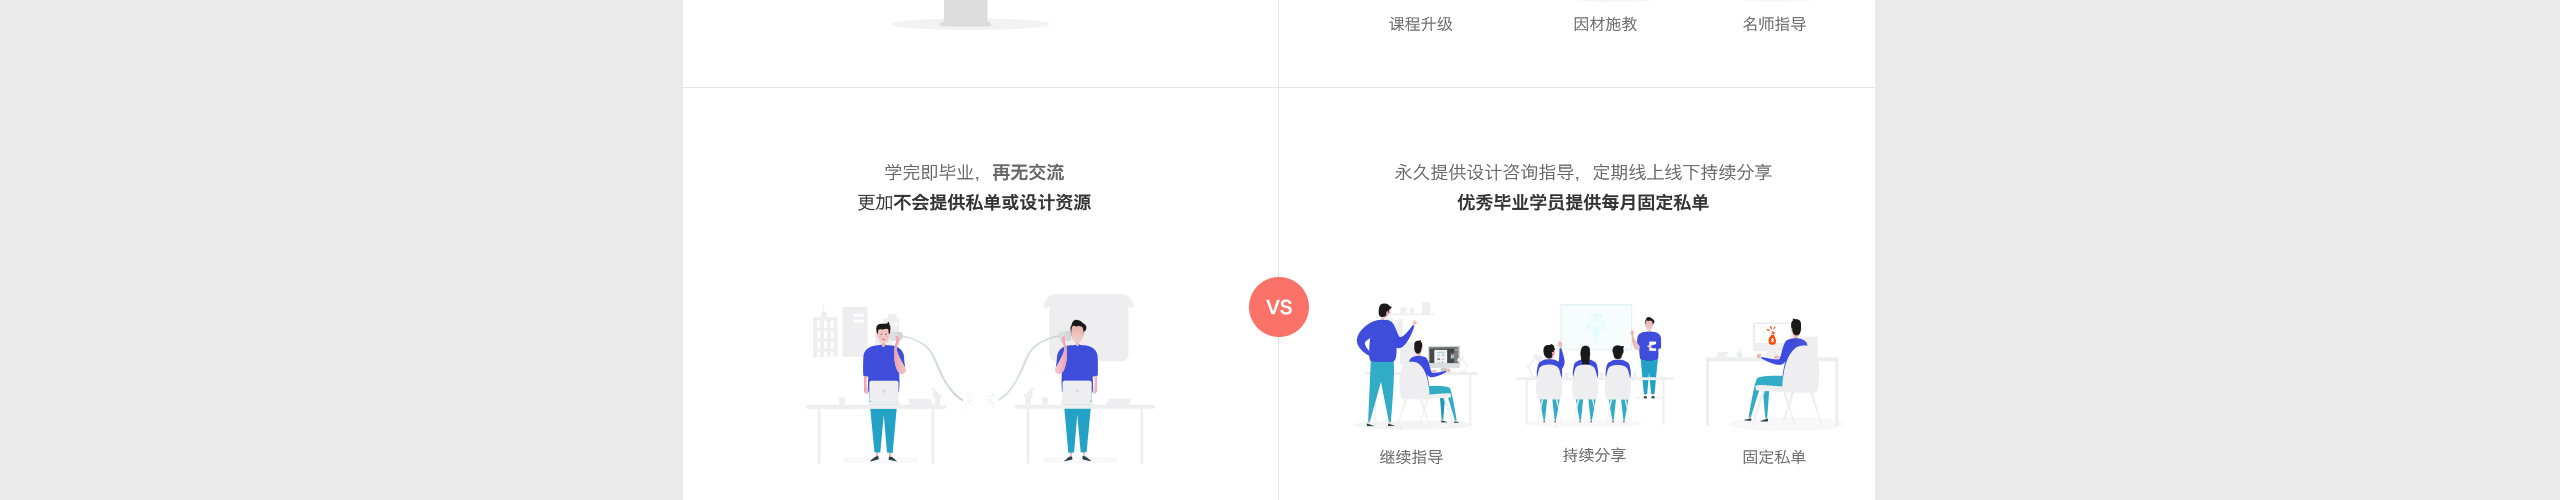 课程升级
因材施教
名师指导
学完即毕业，再无交流
更加不会提供私单或设计资源
永久提供设计咨询指导，定期线上线下持续分享
优秀毕业学员提供每月固定私单
VS
继续指导
持续分享
固定私单